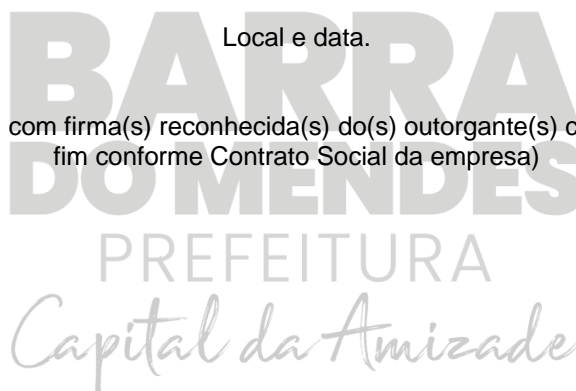 BARRA
Local e data.
com firma(s) reconhecida(s) do(s) outorgante(s)
fim conforme Contrato Social da empresa)
DO MENDES
PREFEITURA
Capital da Amizade